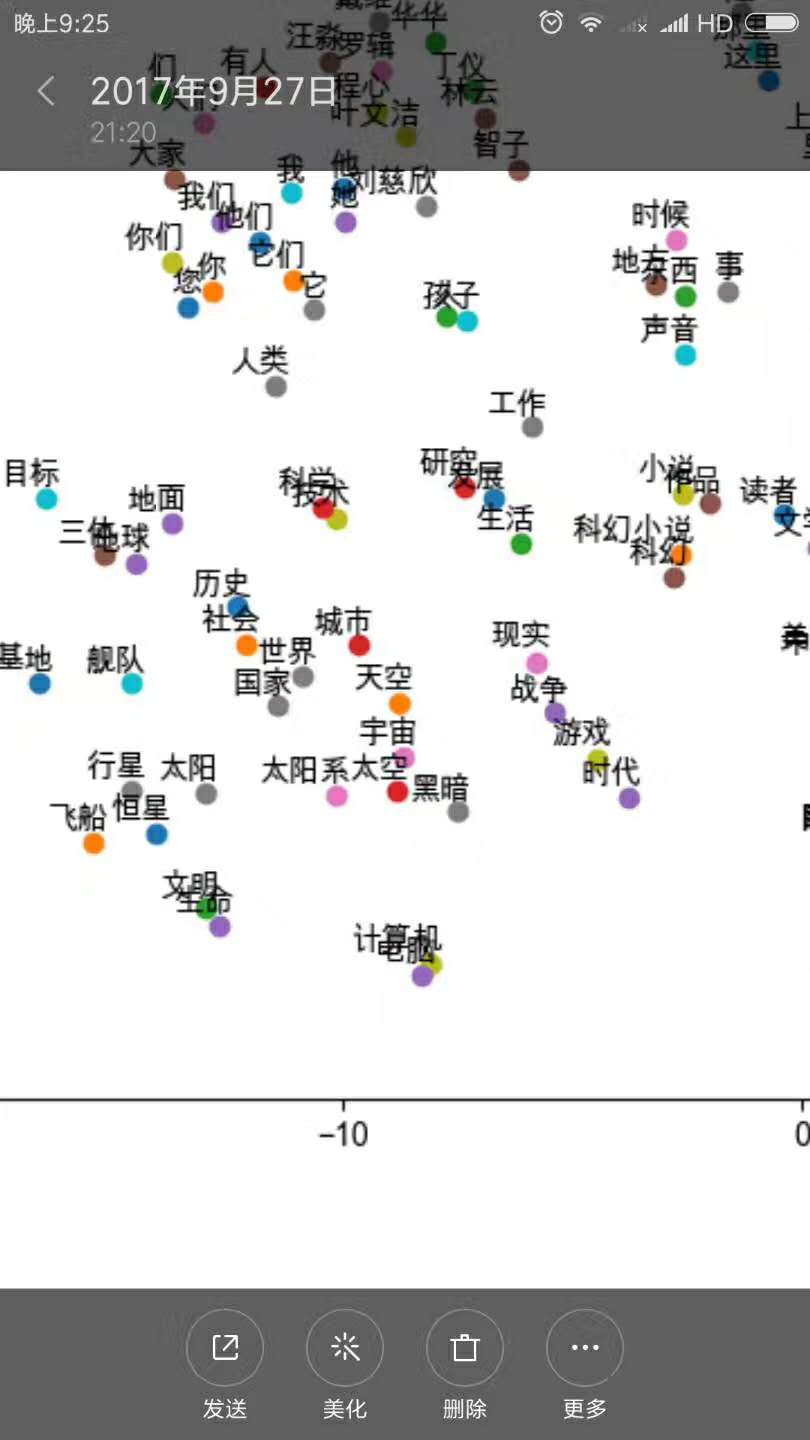 晚上9:25
HD
华华
汪淼
罗辑
有人
们
丁仪
2017年9月27日
程心
林云
这里
叶文洁
21:20
智子
大家
我
他
刘慈欣
我们
她
他们
时候
你们
它们
您
你
它
地方
东西
事
孩子
声音
人类
工作
目标
研究
发展
科学
技术
小说
作品
读者
地面
生活
三体
地球
科幻小说
科幻
历史
社会
城市
现实
基地
舰队
世界
国家
天空
战争
宇宙
游戏
行星
太阳
太阳系
太空
时代
黑暗
飞船
恒星
文明
生命
计算机
电脑
−10
0
发送
美化
删除
更多